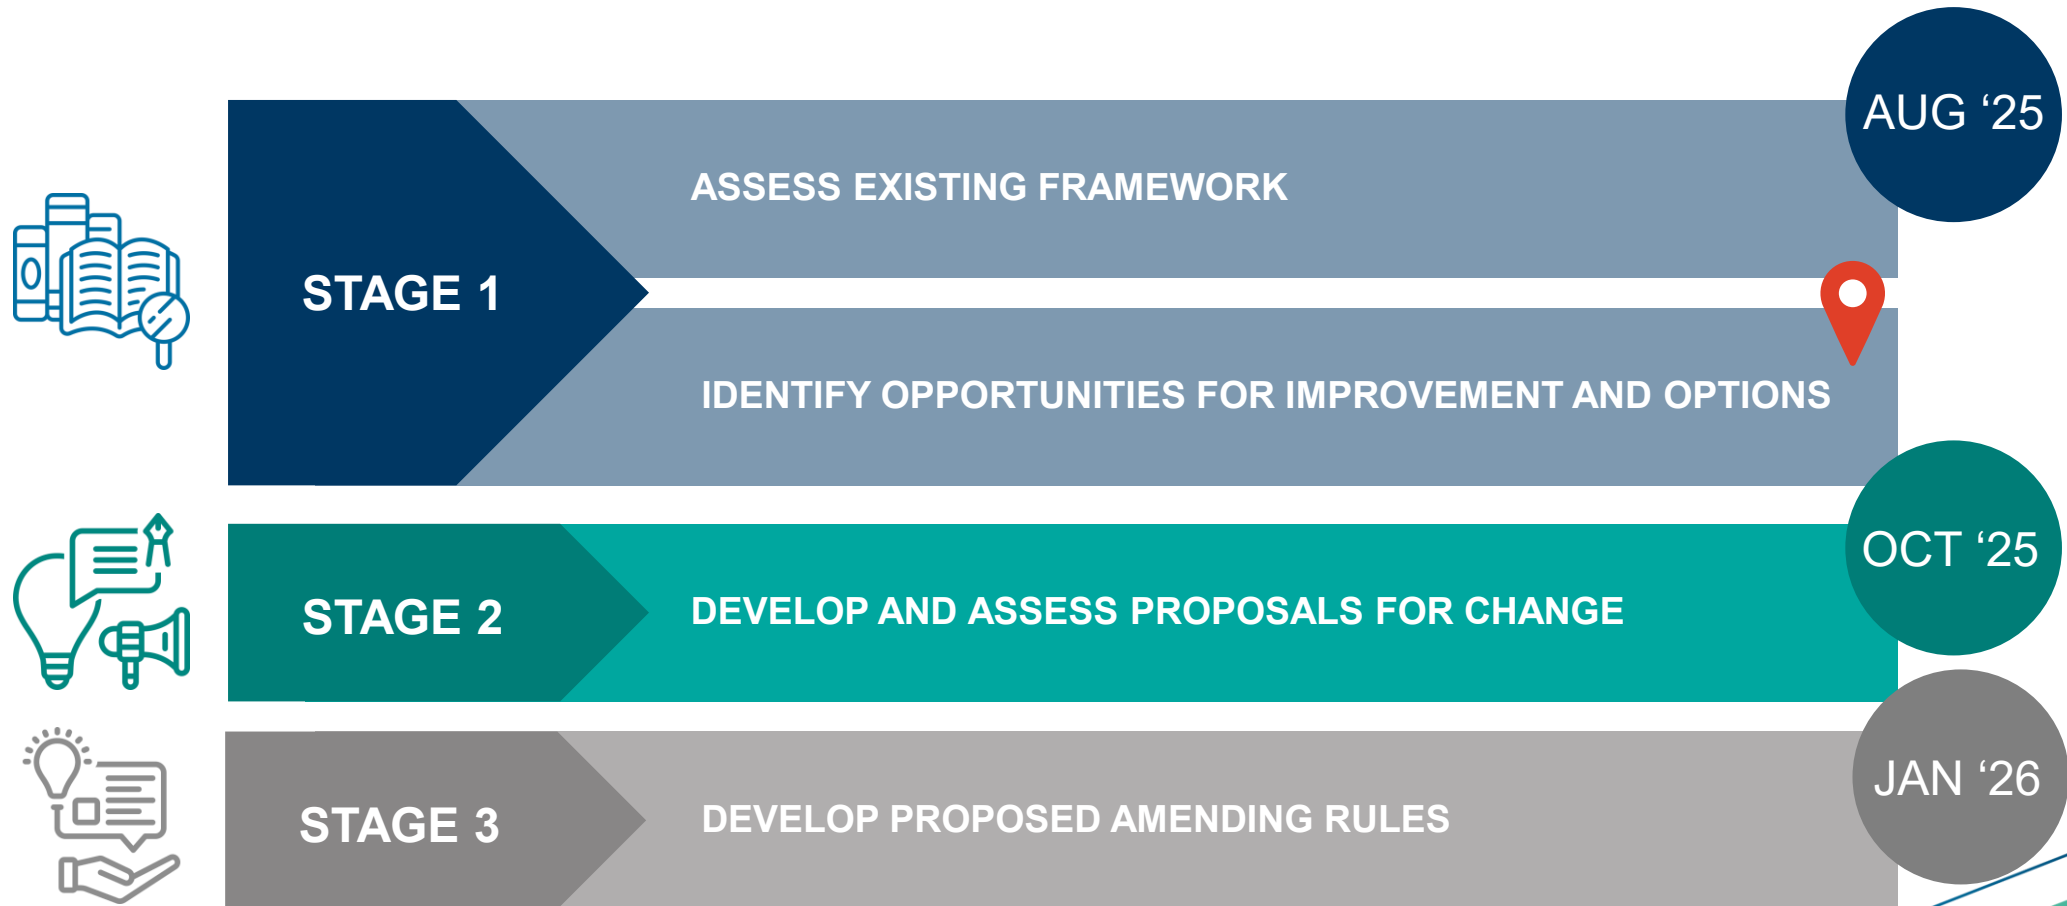 AUG ‘25
ASSESS EXISTING FRAMEWORK
STAGE 1
IDENTIFY OPPORTUNITIES FOR IMPROVEMENT AND OPTIONS
OCT ‘25
STAGE 2
DEVELOP AND ASSESS PROPOSALS FOR CHANGE
JAN ‘26
STAGE 3
DEVELOP PROPOSED AMENDING RULES